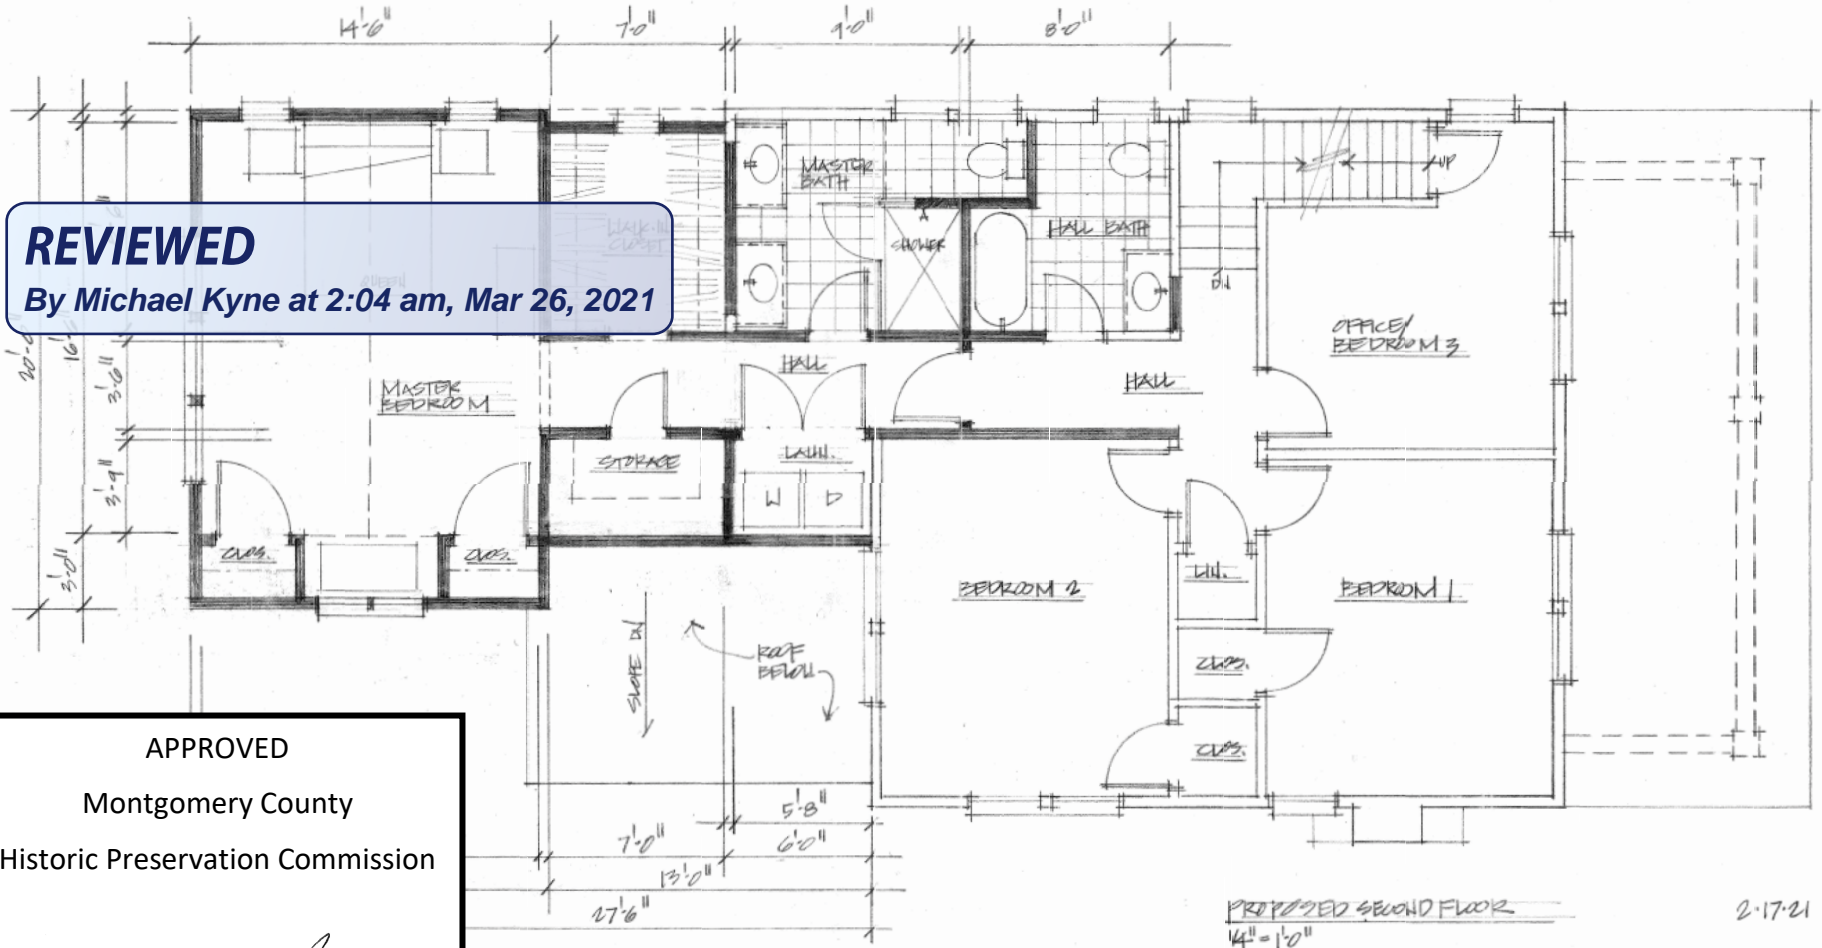 14'-6"
7'-0"
9'-0"
8'-0"
REVIEWED
By Michael Kyne at 2:04 am, Mar 26, 2021
20'-0"
3'-6"
3'-9"
3'-0"
WALK-IN
CLOSET
QUEEN
MASTER
BATH
SHOWER
HALL BATH
UP
DN
OFFICE/
BEDROOM 3
HALL
HALL
MASTER
BEDROOM
STORAGE
LAUN.
W
D
CLOS.
CLOS.
BEDROOM 2
LIN.
BEDROOM 1
CLOS.
CLOS.
SLOPE DN
ROOF
BELOW
5'-8"
7'-0"
6'-0"
13'-0"
27'-6"
APPROVED
Montgomery County
Historic Preservation Commission
PROPOSED SECOND FLOOR
1/4" = 1'-0"
2-17-21